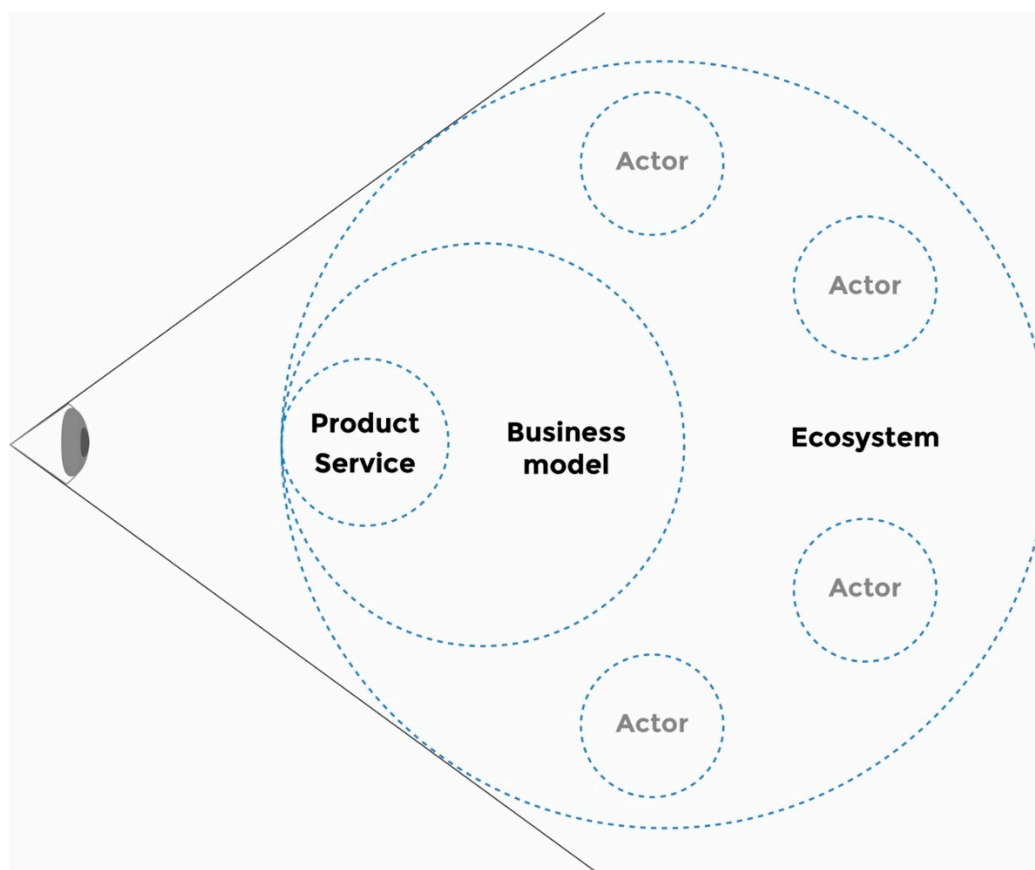 Actor
Actor
Product
Service
Business
model
Ecosystem
Actor
Actor